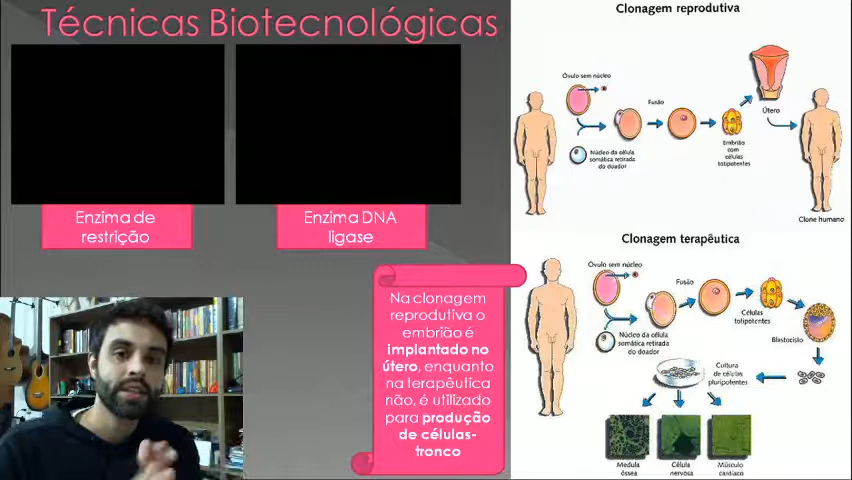 Técnicas Biotecnológicas
Enzima de
restrição
Enzima DNA
ligase
Na clonagem
reprodutiva o
embrião é
implantado no
útero, enquanto
na terapêutica
não, é utilizado
para produção
de células-
tronco
Clonagem reprodutiva
Óvulo sem núcleo
Fusão
Núcleo da célula
somática retirada
do doador
Embrião
com
células
totipotentes
Útero
Clone humano
Clonagem terapêutica
Óvulo sem núcleo
Fusão
Núcleo da célula
somática retirada
do doador
Células
totipotentes
Blastocisto
Cultura
de células
pluripotentes
Medula
óssea
Célula
nervosa
Músculo
cardíaco